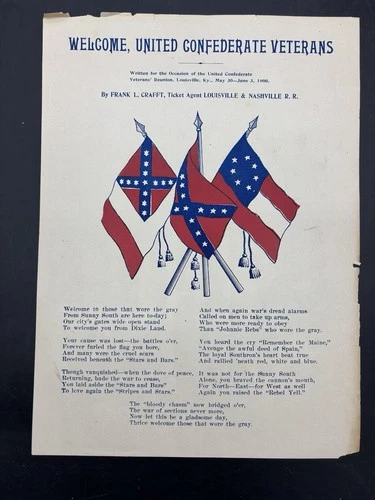 WELCOME, UNITED CONFEDERATE VETERANS
Written for the Occasion of the United Confederate
Veterans' Reunion, Louisville, Ky., May 30—June 3, 1900.
By FRANK L. CRAFFT, Ticket Agent LOUISVILLE & NASHVILLE R. R.
Welcome to those that wore the gray
From Sunny South are here to-day;
Our city's gates wide open stand
To welcome you from Dixie Land.
Your cause was lost—the battles o'er,
Forever furled the flag you bore,
And many were the cruel scars
Received beneath the "Stars and Bars."
Though vanquished—when the dove of peace,
Returning, bade the war to cease,
You laid aside the "Stars and Bars"
To love again the "Stripes and Stars."
And when again war's dread alarms
Called on men to take up arms,
Who were more ready to obey
Than "Johnnie Rebs" who wore the gray.
You heard the cry "Remember the Maine,"
"Avenge the awful deed of Spain,"
The loyal Southron's heart beat true
And rallied 'neath red, white and blue.
It was not for the Sunny South
Alone, you braved the cannon's mouth,
For North—East—for West as well
Again you raised the "Rebel Yell."
The "bloody chasm" now bridged o'er,
The war of sections never more,
Now let this be a gladsome day,
Thrice welcome those that wore the gray.